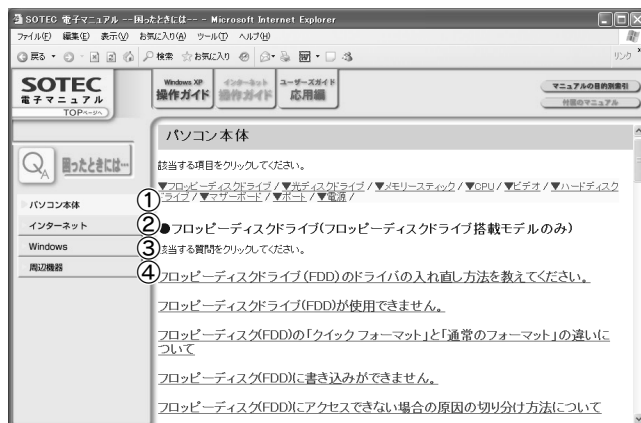 SOTEC 電子マニュアル --困ったときには-- - Microsoft Internet Explorer
ファイル(F) 編集(E) 表示(V) お気に入り(A) ツール(T) ヘルプ(H)
戻る 検索 お気に入り リンク
SOTEC
電子マニュアル
TOPページへ
Windows XP
操作ガイド
インターネット
操作ガイド
ユーザーズガイド
応用編
マニュアルの目的別索引
付属のマニュアル
QA 困ったときには…
パソコン本体 ①
インターネット ②
Windows ③
周辺機器 ④
パソコン本体
該当する項目をクリックしてください。
▼フロッピーディスクドライブ / ▼光ディスクドライブ / ▼メモリースティック / ▼CPU / ▼ビデオ / ▼ハードディスク
ドライブ / ▼マザーボード / ▼ポート / ▼電源 /
●フロッピーディスクドライブ(フロッピーディスクドライブ搭載モデルのみ)
該当する質問をクリックしてください。
フロッピーディスクドライブ(FDD)のドライバの入れ直し方法を教えてください。
フロッピーディスクドライブ(FDD)が使用できません。
フロッピーディスク(FDD)の「クイック フォーマット」と「通常のフォーマット」の違いに
ついて
フロッピーディスク(FDD)に書き込みができません。
フロッピーディスク(FDD)にアクセスできない場合の原因の切り分け方法について